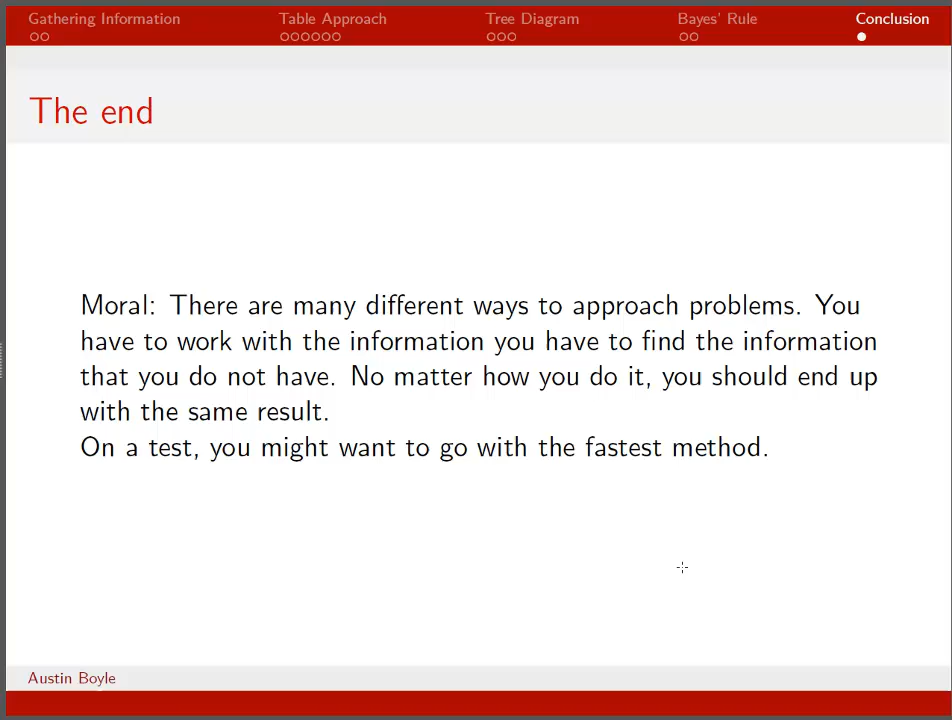 Gathering Information Table Approach Tree Diagram Bayes' Rule Conclusion
The end
Moral: There are many different ways to approach problems. You
have to work with the information you have to find the information
that you do not have. No matter how you do it, you should end up
with the same result.
On a test, you might want to go with the fastest method.
Austin Boyle